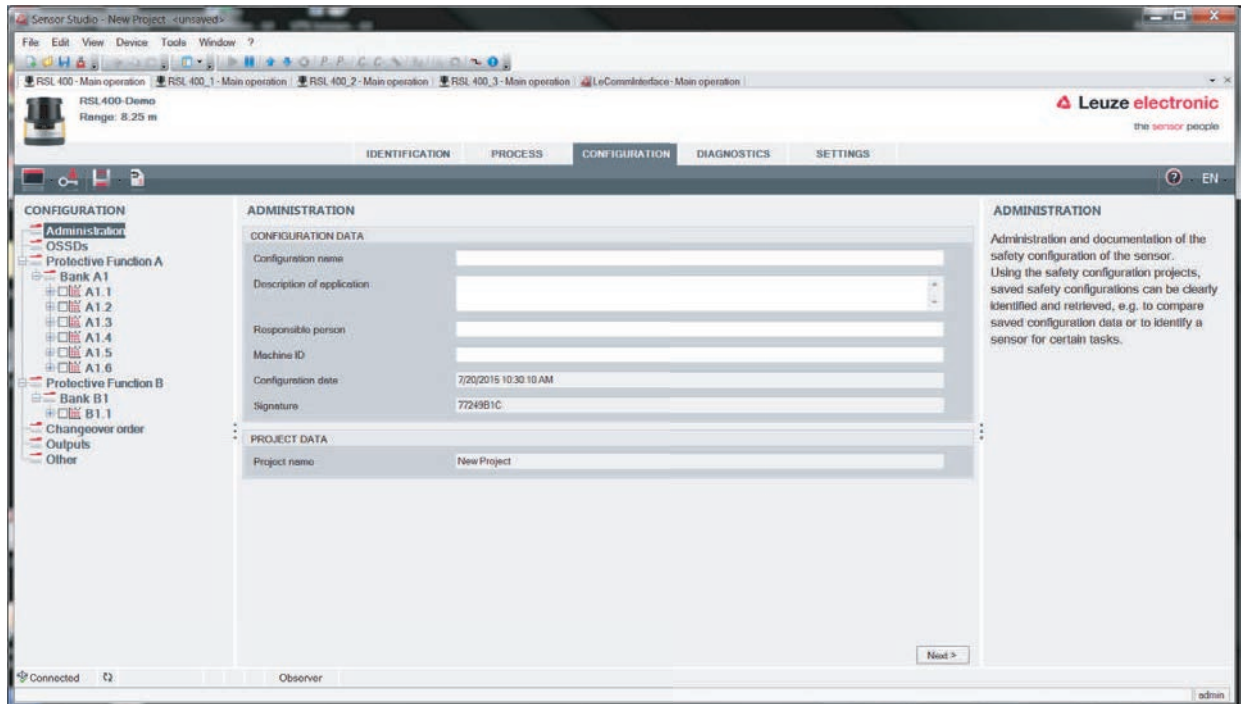 Sensor Studio - New Project <unsaved>
File Edit View Device Tools Window ?
RSL 400 - Main operation RSL 400_1 - Main operation RSL 400_2 - Main operation RSL 400_3 - Main operation LeCommInterface - Main operation
RSL400-Demo
Range: 8.25 m
Leuze electronic
the sensor people
IDENTIFICATION PROCESS CONFIGURATION DIAGNOSTICS SETTINGS
EN
CONFIGURATION
Administration
OSSDs
Protective Function A
Bank A1
A1.1
A1.2
A1.3
A1.4
A1.5
A1.6
Protective Function B
Bank B1
B1.1
Changeover order
Outputs
Other
ADMINISTRATION
CONFIGURATION DATA
Configuration name
Description of application
Responsible person
Machine ID
Configuration date 7/20/2015 10:30:10 AM
Signature 77249B1C
PROJECT DATA
Project name New Project
Next >
ADMINISTRATION
Administration and documentation of the
safety configuration of the sensor.
Using the safety configuration projects,
saved safety configurations can be clearly
identified and retrieved, e.g. to compare
saved configuration data or to identify a
sensor for certain tasks.
Connected Observer
admin